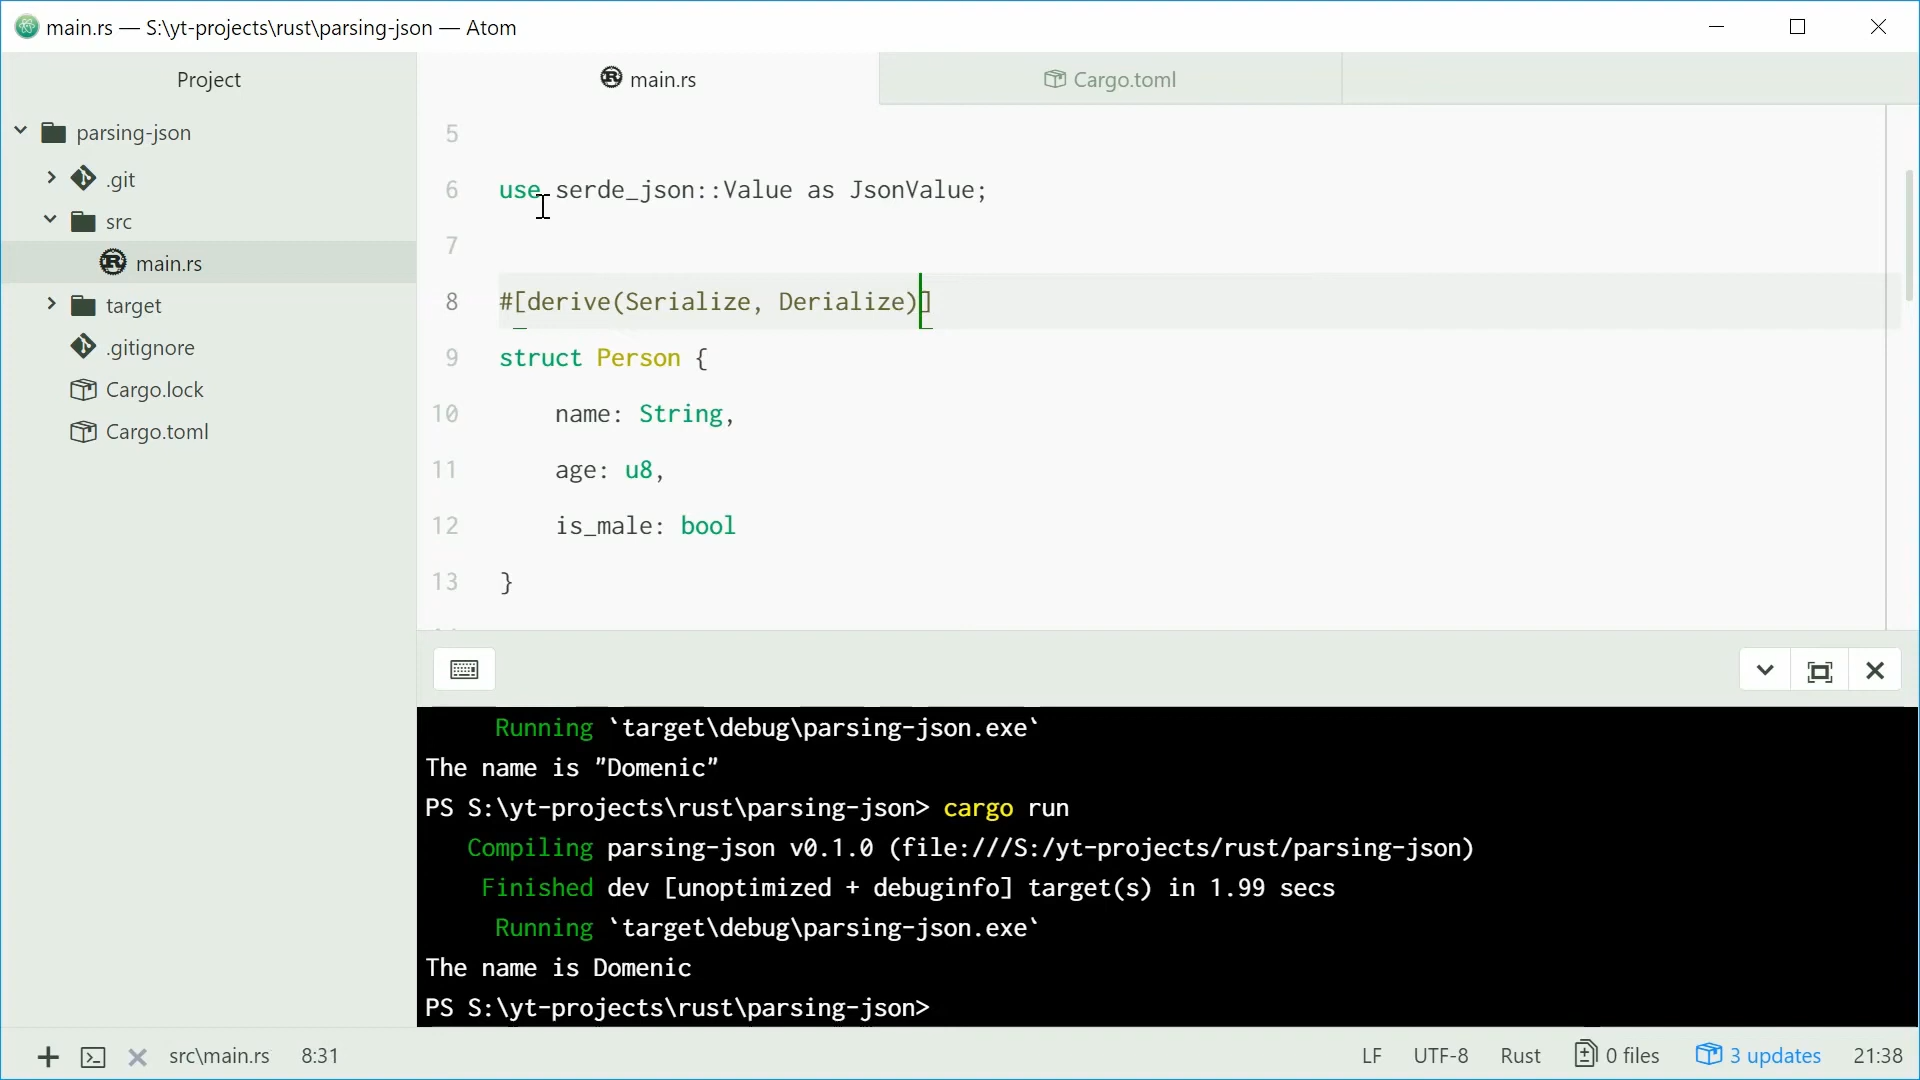 main.rs — S:\yt-projects\rust\parsing-json — Atom
Project
parsing-json
.git
src
main.rs
target
.gitignore
Cargo.lock
Cargo.toml
main.rs
Cargo.toml
5
6 use serde_json::Value as JsonValue;
7
8 #[derive(Serialize, Derialize)]
9 struct Person {
10 name: String,
11 age: u8,
12 is_male: bool
13 }
Running `target\debug\parsing-json.exe`
The name is "Domenic"
PS S:\yt-projects\rust\parsing-json> cargo run
Compiling parsing-json v0.1.0 (file:///S:/yt-projects/rust/parsing-json)
Finished dev [unoptimized + debuginfo] target(s) in 1.99 secs
Running `target\debug\parsing-json.exe`
The name is Domenic
PS S:\yt-projects\rust\parsing-json>
src\main.rs 8:31 LF UTF-8 Rust 0 files 3 updates 21:38